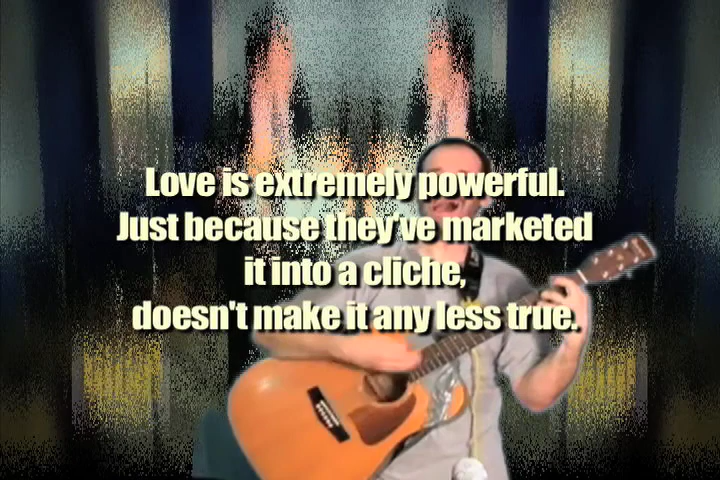 Love is extremely powerful.
Just because they've marketed
it into a cliche,
doesn't make it any less true.